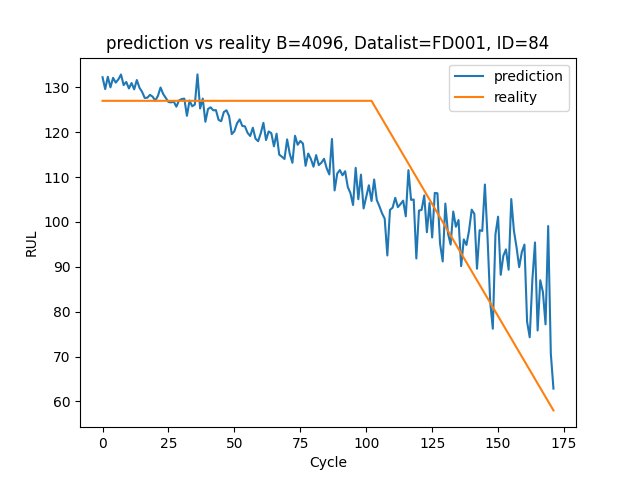 prediction vs reality B=4096, Datalist=FD001, ID=84
prediction
reality
RUL
130
120
110
100
90
80
70
60
0 25 50 75 100 125 150 175
Cycle